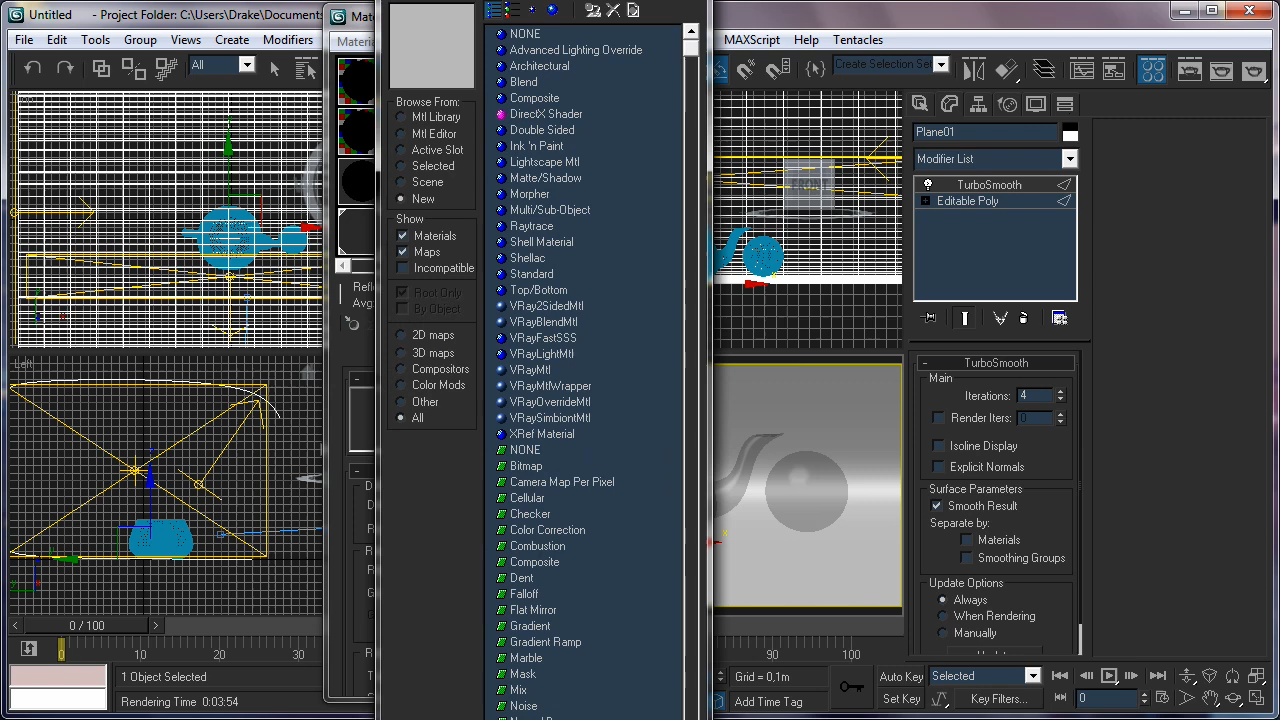 Untitled - Project Folder: C:\Users\Drake\Documents
File Edit Tools Group Views Create Modifiers
MAXScript Help Tentacles
All
Create Selection Set
Browse From:
Mtl Library
Mtl Editor
Active Slot
Selected
Scene
New
Show
Materials
Maps
Incompatible
Root Only
By Object
2D maps
3D maps
Compositors
Color Mods
Other
All
NONE
Advanced Lighting Override
Architectural
Blend
Composite
DirectX Shader
Double Sided
Ink 'n Paint
Lightscape Mtl
Matte/Shadow
Morpher
Multi/Sub-Object
Raytrace
Shell Material
Shellac
Standard
Top/Bottom
VRay2SidedMtl
VRayBlendMtl
VRayFastSSS
VRayLightMtl
VRayMtl
VRayMtlWrapper
VRayOverrideMtl
VRaySimbiontMtl
XRef Material
NONE
Bitmap
Camera Map Per Pixel
Cellular
Checker
Color Correction
Combustion
Composite
Dent
Falloff
Flat Mirror
Gradient
Gradient Ramp
Marble
Mask
Mix
Noise
FRONT
Left
Plane01
Modifier List
TurboSmooth
Editable Poly
TurboSmooth
Main
Iterations: 4
Render Iters: 0
Isoline Display
Explicit Normals
Surface Parameters
Smooth Result
Separate by:
Materials
Smoothing Groups
Update Options
Always
When Rendering
Manually
0 / 100
0 10 20 30
90 100
1 Object Selected
Rendering Time 0:03:54
Grid = 0,1m
Add Time Tag
Auto Key
Selected
Set Key
Key Filters...
0